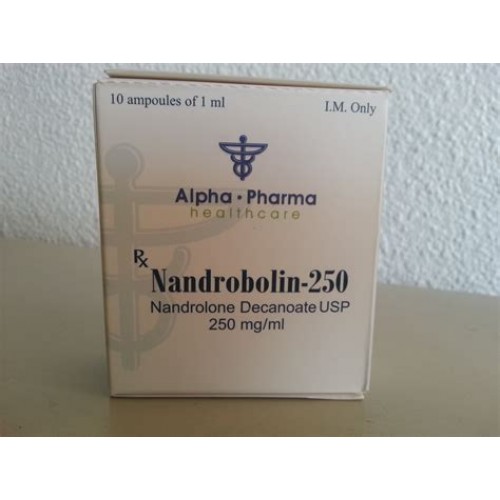 10 ampoules of 1 ml
I.M. Only
Alpha · Pharma
healthcare
Rx
Nandrobolin-250
Nandrolone Decanoate USP
250 mg/ml